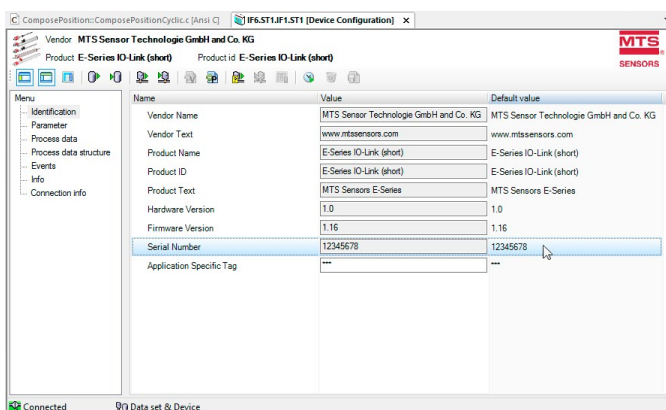 ComposePosition::ComposePositionCyclic.c [Ansi C]
IF6.ST1.IF1.ST1 [Device Configuration] ×
Vendor MTS Sensor Technologie GmbH and Co. KG
Product E-Series IO-Link (short) Product id E-Series IO-Link (short)
MTS
SENSORS
Menu
Identification
Parameter
Process data
Process data structure
Events
Info
Connection info
Name Value Default value
Vendor Name MTS Sensor Technologie GmbH and Co. KG MTS Sensor Technologie GmbH and Co. KG
Vendor Text www.mtssensors.com www.mtssensors.com
Product Name E-Series IO-Link (short) E-Series IO-Link (short)
Product ID E-Series IO-Link (short) E-Series IO-Link (short)
Product Text MTS Sensors E-Series MTS Sensors E-Series
Hardware Version 1.0 1.0
Firmware Version 1.16 1.16
Serial Number 12345678 12345678
Application Specific Tag *** ***
Connected Data set & Device